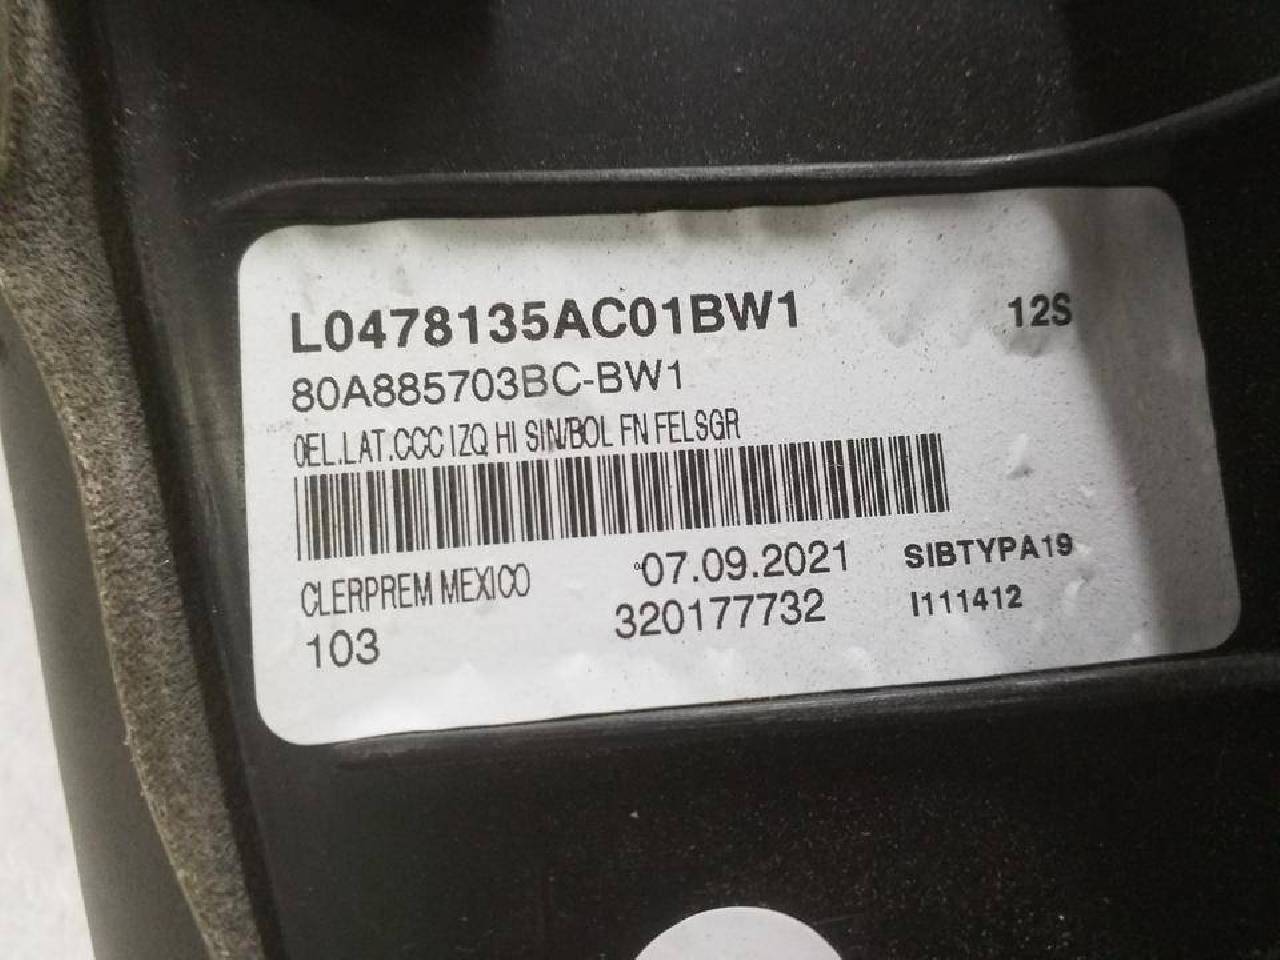 L0478135AC01BW1 12S
80A885703BC-BW1
0EL.LAT.CCC IZQ HI SIN/BOL FN FELSGR
CLERPREM MEXICO 07.09.2021 SIBTYPA19
103 320177732 I111412